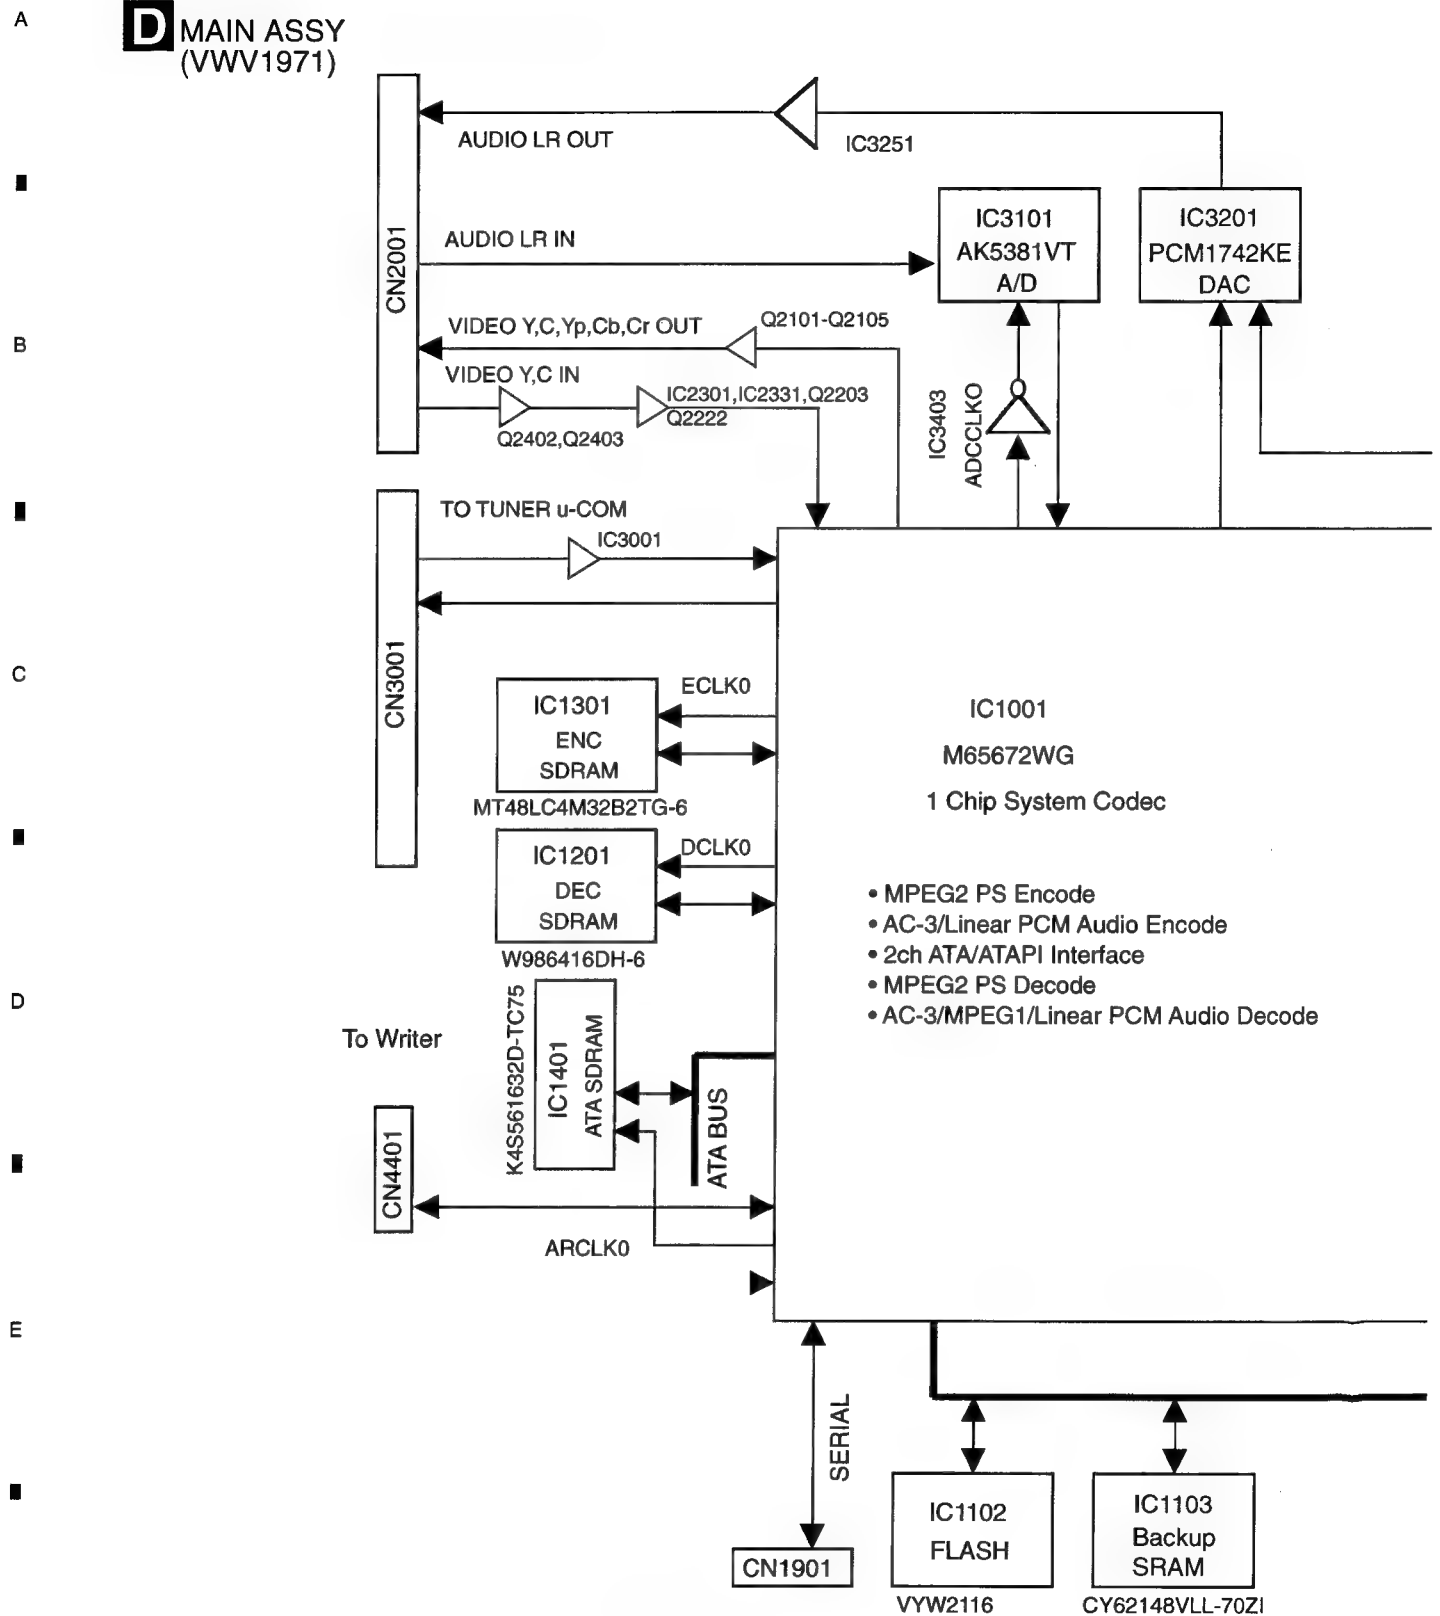 A
D MAIN ASSY
(VWV1971)
AUDIO LR OUT
IC3251
CN2001
AUDIO LR IN
IC3101
AK5381VT
A/D
IC3201
PCM1742KE
DAC
B
VIDEO Y,C,Yp,Cb,Cr OUT
Q2101-Q2105
VIDEO Y,C IN
IC2301,IC2331,Q2203
Q2222
Q2402,Q2403
IC3403
ADCCLKO
TO TUNER u-COM
IC3001
C
CN3001
IC1301
ENC
SDRAM
MT48LC4M32B2TG-6
ECLK0
IC1001
M65672WG
1 Chip System Codec
IC1201
DEC
SDRAM
W986416DH-6
DCLK0
• MPEG2 PS Encode
• AC-3/Linear PCM Audio Encode
• 2ch ATA/ATAPI Interface
• MPEG2 PS Decode
• AC-3/MPEG1/Linear PCM Audio Decode
D
To Writer
K4S561632D-TC75
IC1401
ATA SDRAM
ATA BUS
CN4401
ARCLK0
E
SERIAL
CN1901
IC1102
FLASH
VYW2116
IC1103
Backup
SRAM
CY62148VLL-70ZI